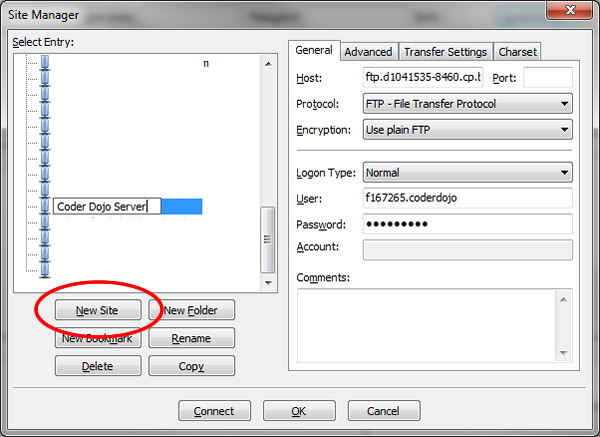 Site Manager
Select Entry:
n
Coder Dojo Server
New Site
New Folder
New Bookmark
Rename
Delete
Copy
General
Advanced
Transfer Settings
Charset
Host:
ftp.d1041535-8460.cp.b
Port:
Protocol:
FTP - File Transfer Protocol
Encryption:
Use plain FTP
Logon Type:
Normal
User:
f167265.coderdojo
Password:
●●●●●●●●●
Account:
Comments:
Connect
OK
Cancel